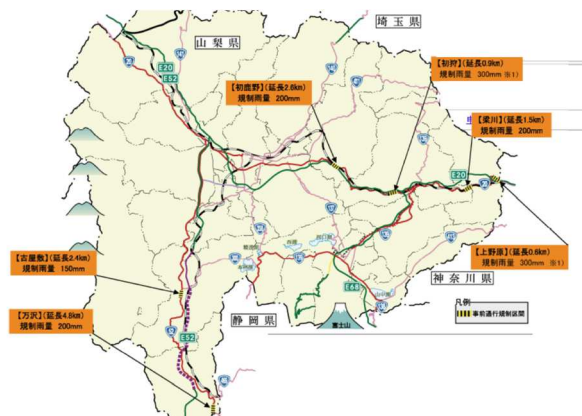 埼玉県
山梨県
E20
E52
【初狩】(延長0.9km)
規制雨量 300mm ※1)
【初鹿野】(延長2.6km)
規制雨量 200mm
【梁川】(延長1.5km)
規制雨量 200mm
E20
【上野原】(延長0.6km)
規制雨量 300mm ※1)
【古屋敷】(延長2.4km)
規制雨量 150mm
神奈川県
E68
凡例
事前通行規制区間
静岡県
富士山
【万沢】(延長4.8km)
規制雨量 200mm
E52